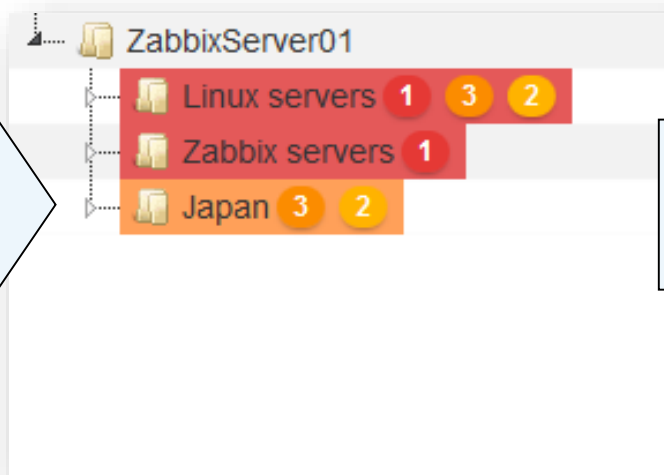 ZabbixServer01
Linux servers 1 3 2
Zabbix servers 1
Japan 3 2